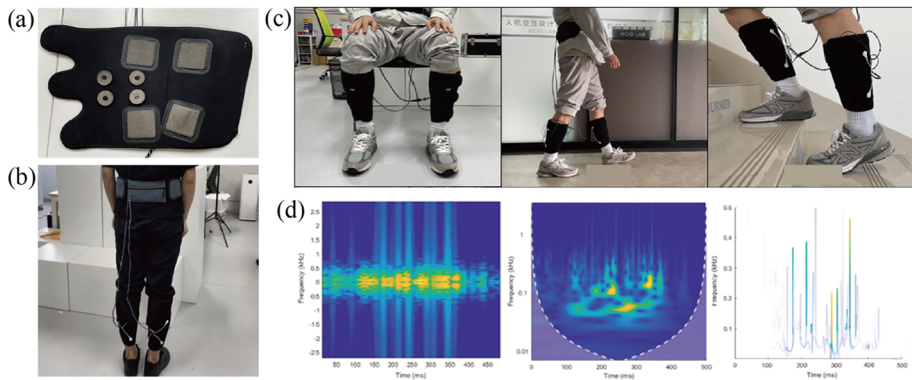 (a)
(b)
(c)
人机交互设计
HCID LAB
(d)
2.5
2
1.5
1
0.5
0
-0.5
-1
-1.5
-2
-2.5
Frequency (kHz)
50 100 150 200 250 300 350 400 450
Time (ms)
1
0.1
0.01
Frequency (kHz)
0 100 200 300 400 500
Time (ms)
0.5
0.4
0.3
0.2
0.1
Frequency (kHz)
0 100 200 300 400 500
Time (ms)